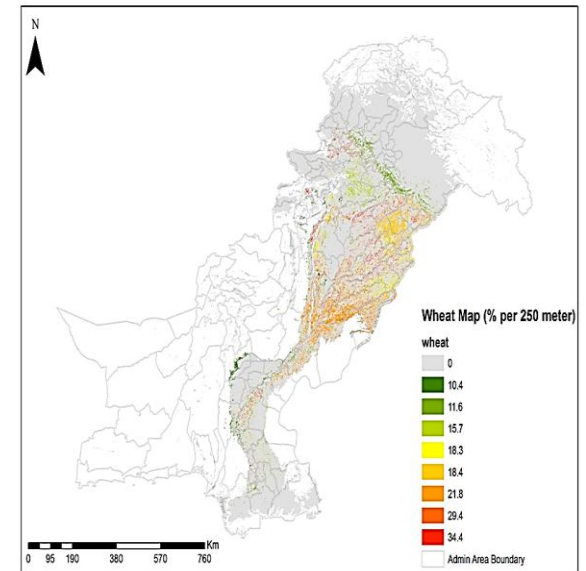 N
Wheat Map (% per 250 meter)
wheat
0
10.4
11.6
15.7
18.3
18.4
21.8
29.4
34.4
Admin Area Boundary
Km
0 95 190 380 570 760